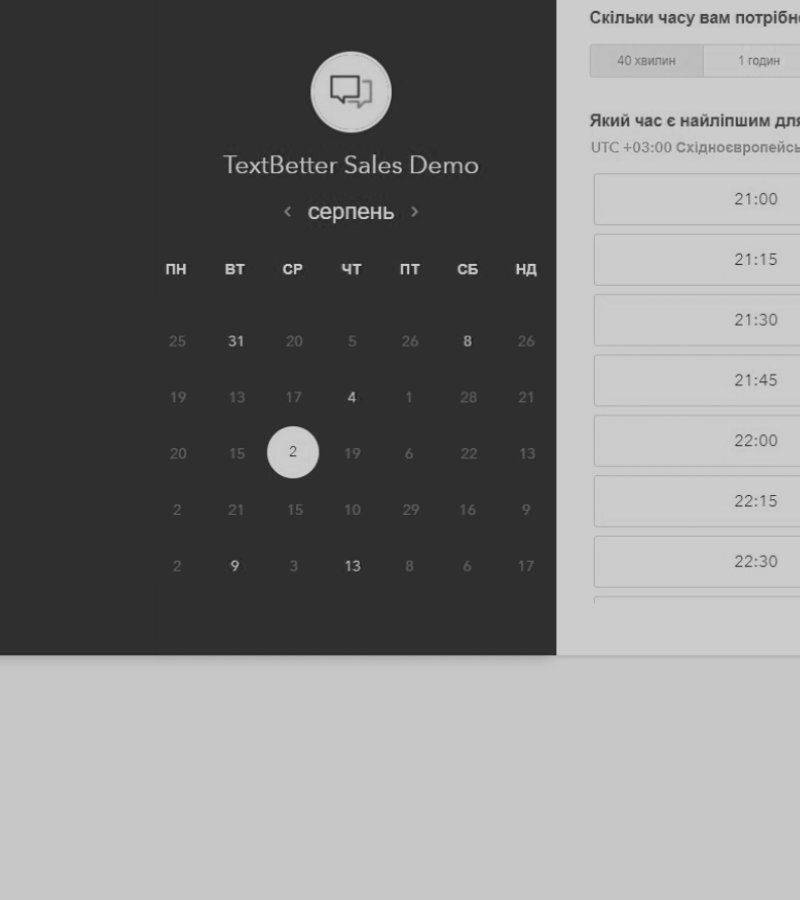 TextBetter Sales Demo
‹ серпень ›
ПН ВТ СР ЧТ ПТ СБ НД
25 31 20 5 26 8 26
19 13 17 4 1 28 21
20 15 2 19 6 22 13
2 21 15 10 29 16 9
2 9 3 13 8 6 17
Скільки часу вам
40 хвилин 1 годин
Який час є найліпшим
UTC +03:00
21:00
21:15
21:30
21:45
22:00
22:15
22:30